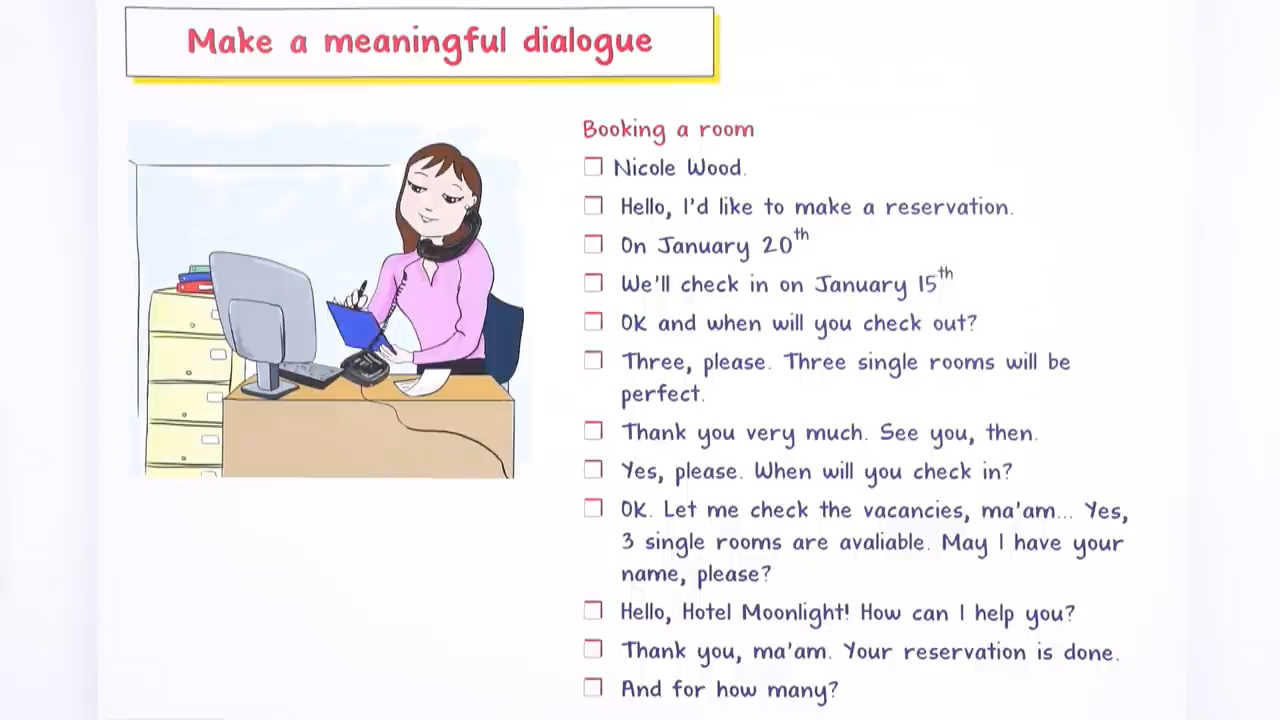 Make a meaningful dialogue
Booking a room
Nicole Wood.
Hello, I'd like to make a reservation.
On January 20th
We'll check in on January 15th
OK and when will you check out?
Three, please. Three single rooms will be
perfect.
Thank you very much. See you, then.
Yes, please. When will you check in?
OK. Let me check the vacancies, ma'am... Yes,
3 single rooms are avaliable. May I have your
name, please?
Hello, Hotel Moonlight! How can I help you?
Thank you, ma'am. Your reservation is done.
And for how many?